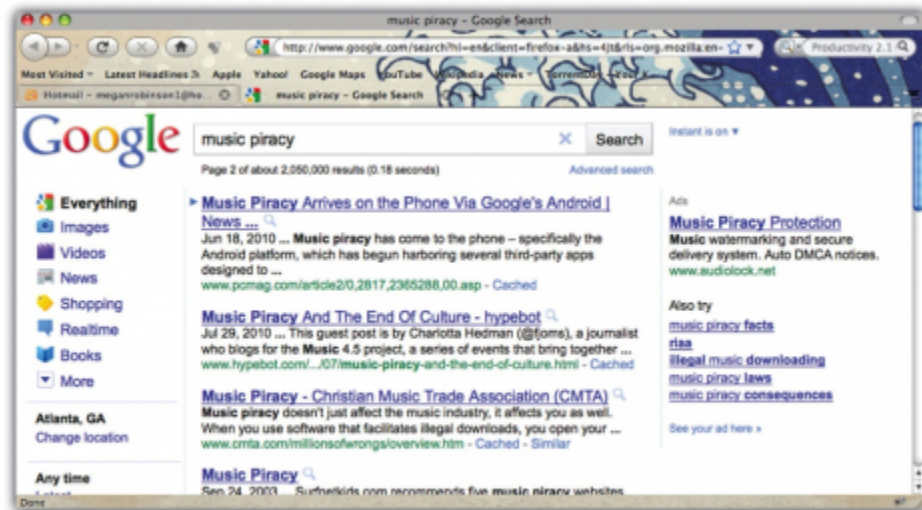 music piracy – Google Search
http://www.google.com/search?hl=en&client=firefox-a&hs=4jt&rls=org.mozilla:en-
Productivity 2.1
Most Visited Latest Headlines Apple Yahoo! Google Maps YouTube Wikipedia News
Hotmail – meganrobinson1@ho... music piracy – Google Search
Google
music piracy
Search
Instant is on ▼
Page 2 of about 2,050,000 results (0.18 seconds)
Advanced search
Everything
Images
Videos
News
Shopping
Realtime
Books
More
Atlanta, GA
Change location
Any time
Music Piracy Arrives on the Phone Via Google's Android |
News ...
Jun 18, 2010 ... Music piracy has come to the phone – specifically the
Android platform, which has begun harboring several third-party apps
designed to ...
www.pcmag.com/article2/0,2817,2365288,00.asp - Cached
Music Piracy And The End Of Culture - hypebot
Jul 29, 2010 ... This guest post is by Charlotta Hedman (@fjoms), a journalist
who blogs for the Music 4.5 project, a series of events that bring together ...
www.hypebot.com/.../07/music-piracy-and-the-end-of-culture.html - Cached
Music Piracy - Christian Music Trade Association (CMTA)
Music piracy doesn't just affect the music industry, it affects you as well.
When you use software that facilitates illegal downloads, you open your ...
www.cmta.com/millionsofwrongs/overview.htm - Cached - Similar
Music Piracy
Sep 24, 2003 ... Surfnetkids.com recommends five music piracy websites
Ads
Music Piracy Protection
Music watermarking and secure
delivery system. Auto DMCA notices.
www.audiolock.net
Also try
music piracy facts
riaa
illegal music downloading
music piracy laws
music piracy consequences
See your ad here »
Done